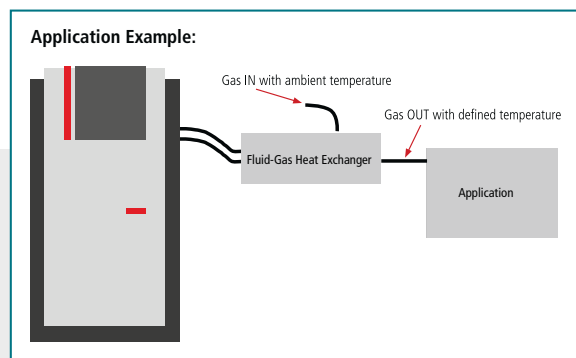 Application Example:
Gas IN with ambient temperature
Gas OUT with defined temperature
Fluid-Gas Heat Exchanger
Application